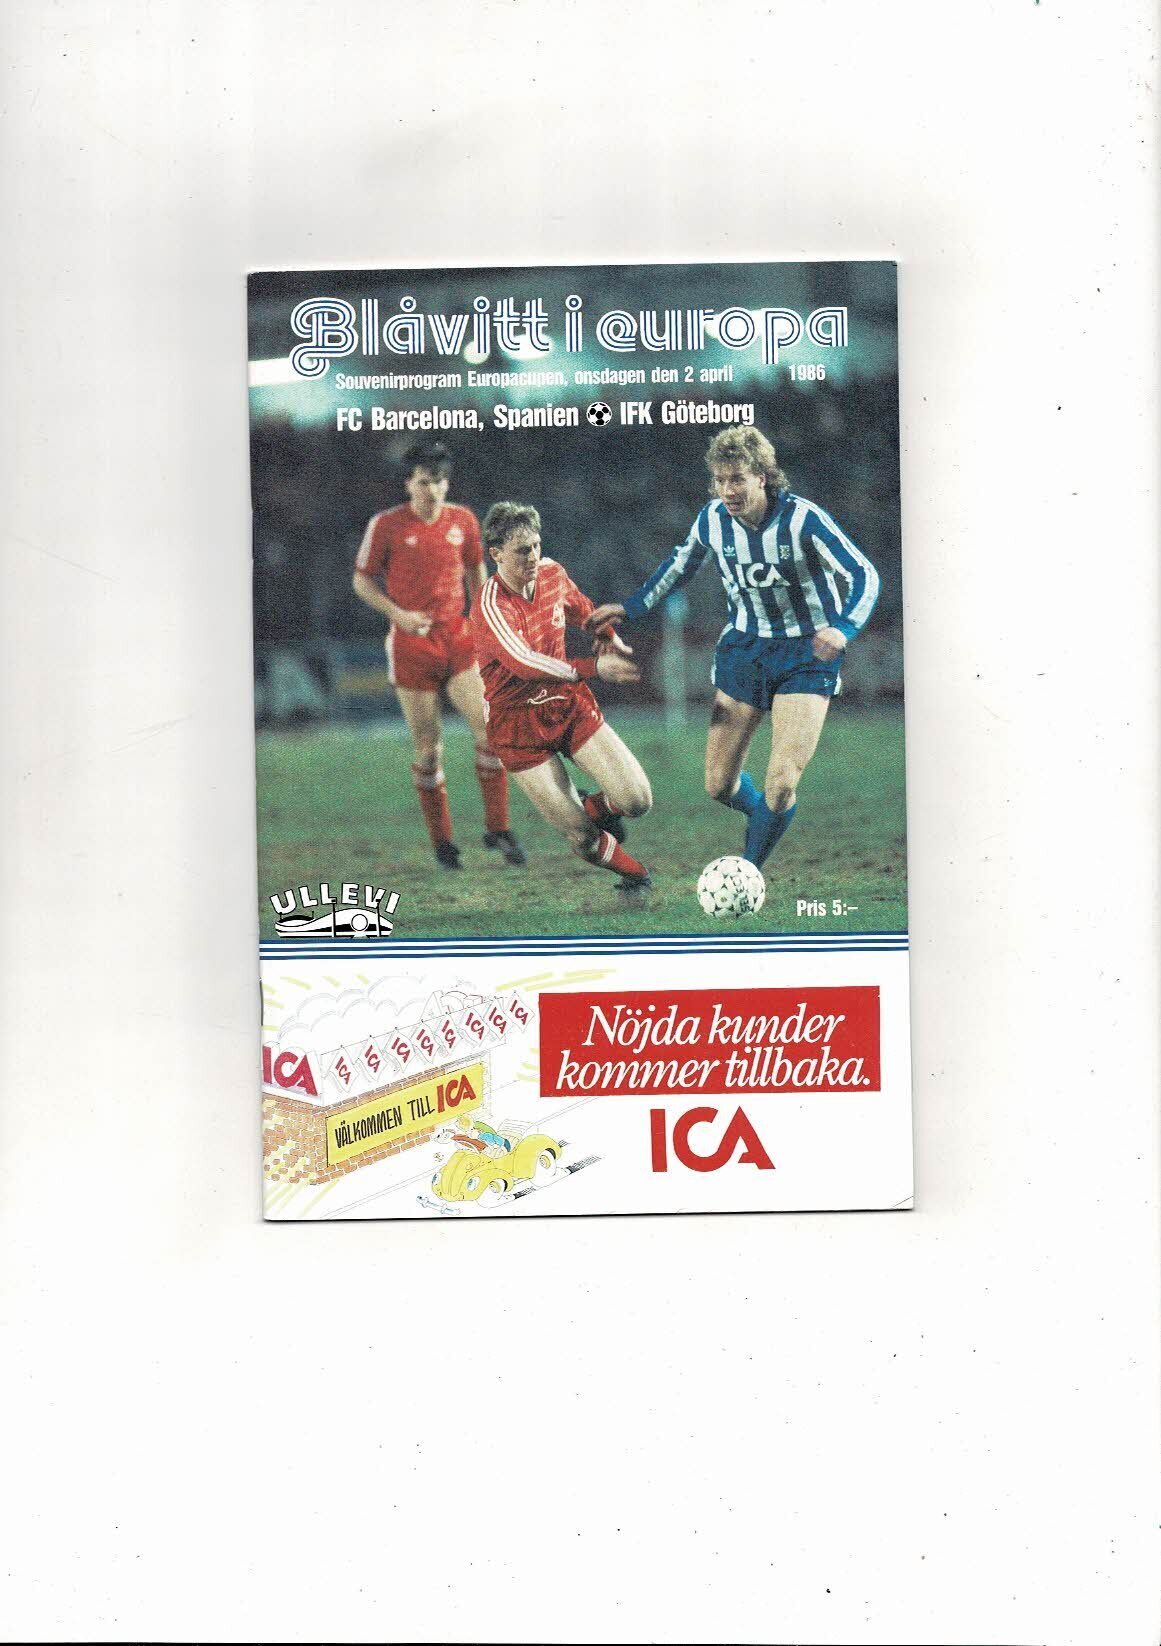 Blåvitt i europa
Souvenirprogram Europacupen, onsdagen den 2 april 1986
FC Barcelona, Spanien IFK Göteborg
ICA
ULLEVI
Pris 5:–
Nöjda kunder
kommer tillbaka.
ICA
ICA
ICA ICA ICA ICA ICA ICA ICA
VÄLKOMMEN TILL ICA